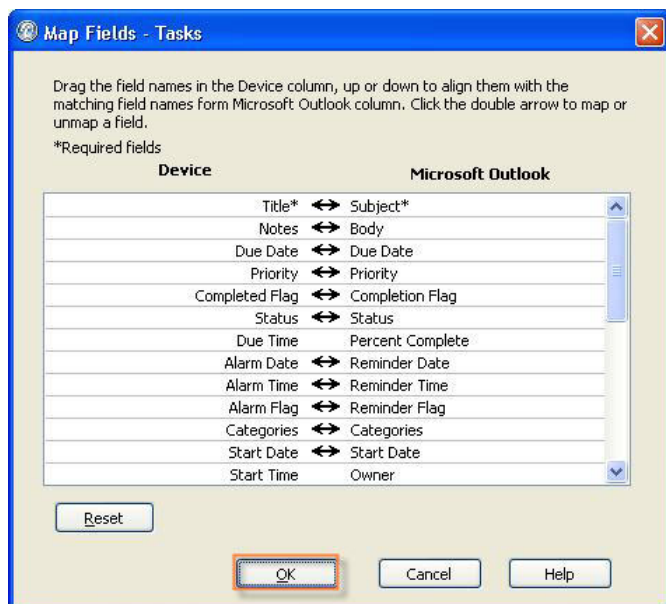 Map Fields - Tasks
Drag the field names in the Device column, up or down to align them with the
matching field names form Microsoft Outlook column. Click the double arrow to map or
unmap a field.
*Required fields
Device Microsoft Outlook
Title* ↔ Subject*
Notes ↔ Body
Due Date ↔ Due Date
Priority ↔ Priority
Completed Flag ↔ Completion Flag
Status ↔ Status
Due Time Percent Complete
Alarm Date ↔ Reminder Date
Alarm Time ↔ Reminder Time
Alarm Flag ↔ Reminder Flag
Categories ↔ Categories
Start Date ↔ Start Date
Start Time Owner
Reset
OK Cancel Help